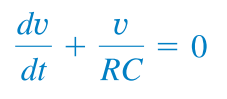 dv/dt + v/RC = 0